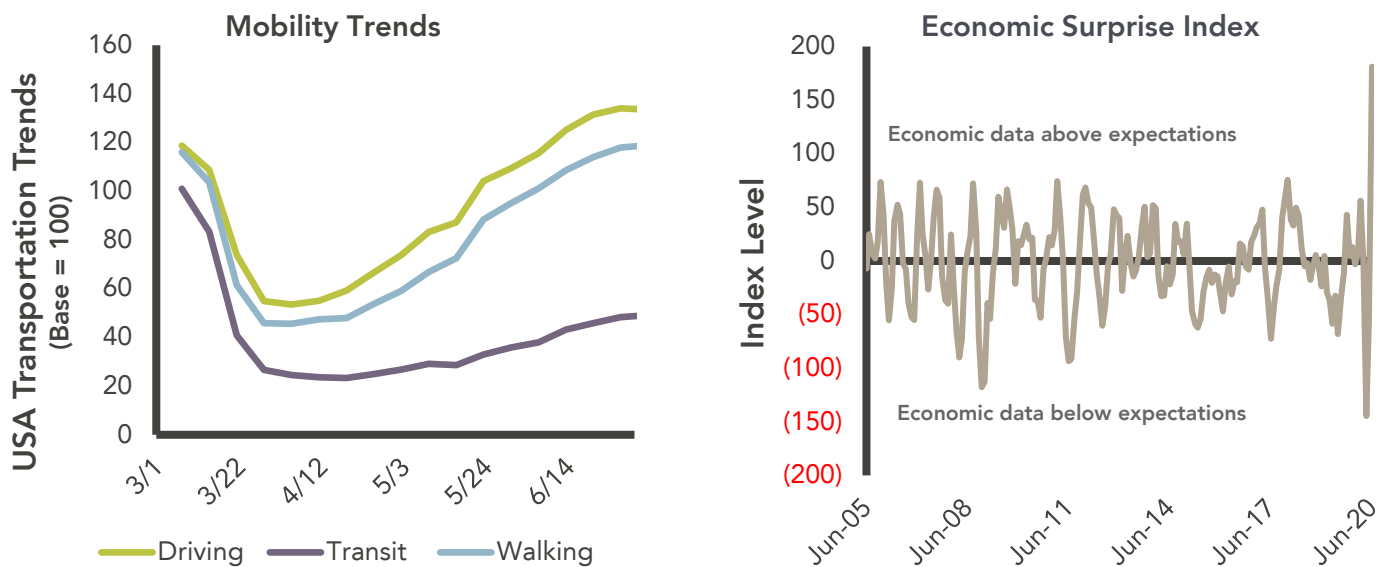 Mobility Trends
USA Transportation Trends
(Base = 100)
160
140
120
100
80
60
40
20
0
3/1
3/22
4/12
5/3
5/24
6/14
Driving
Transit
Walking
Economic Surprise Index
Index Level
200
150
100
50
0
(50)
(100)
(150)
(200)
Economic data above expectations
Economic data below expectations
Jun-05
Jun-08
Jun-11
Jun-14
Jun-17
Jun-20